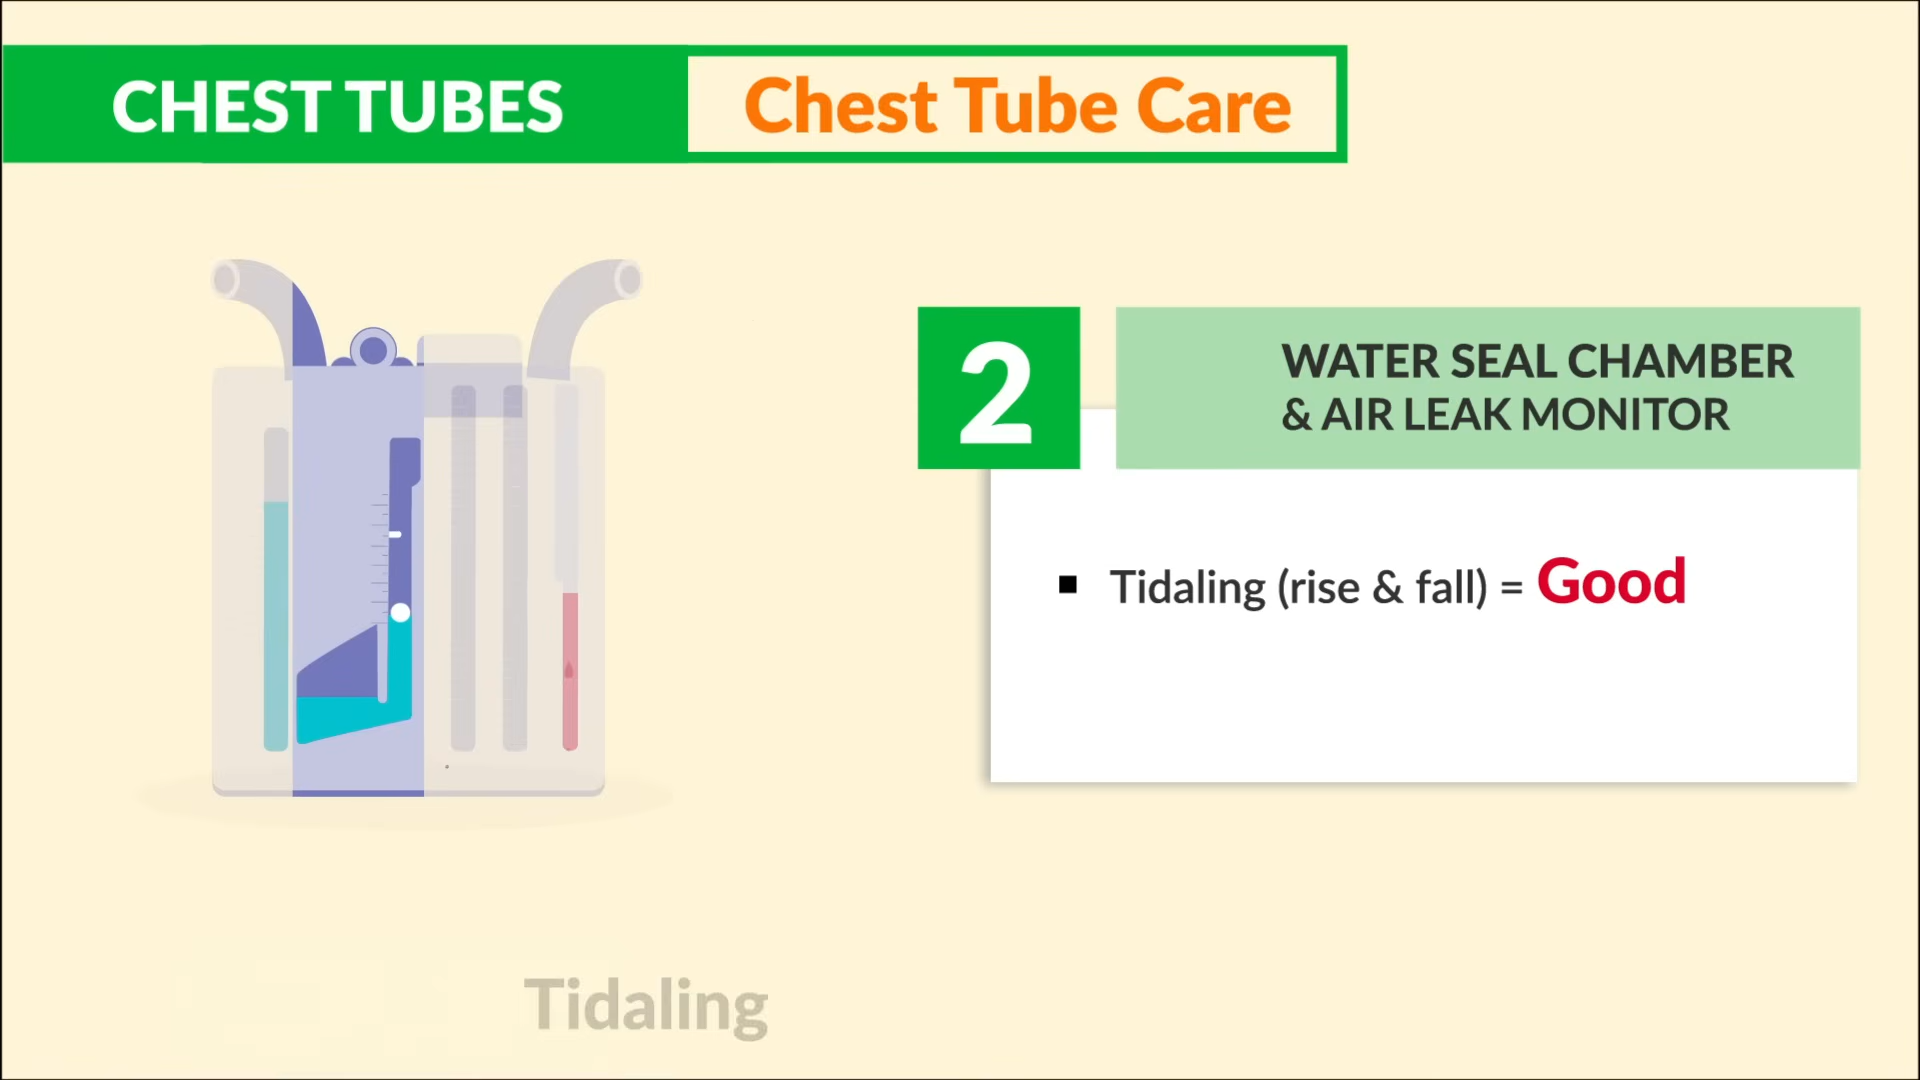 CHEST TUBES
Chest Tube Care
2
WATER SEAL CHAMBER
& AIR LEAK MONITOR
▪ Tidaling (rise & fall) = Good
Tidaling